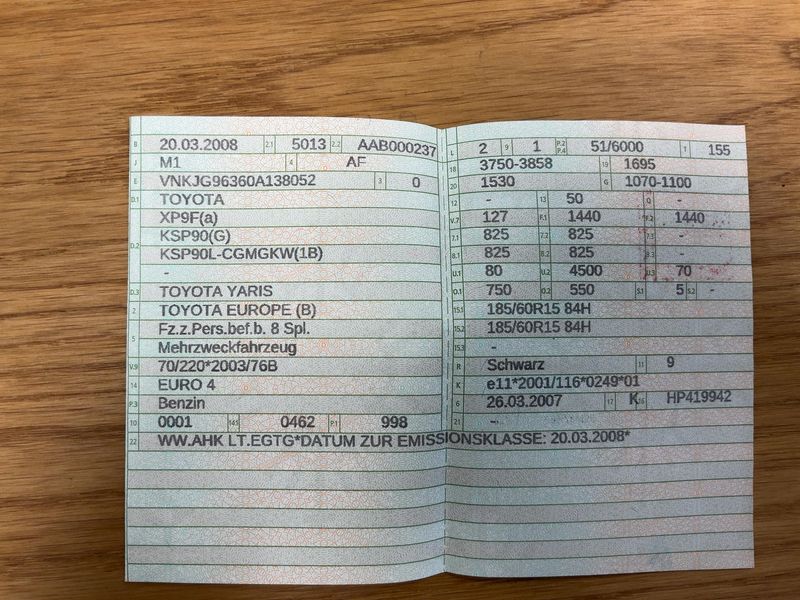 B 20.03.2008 2.1 5013 2.2 AAB000237
J M1 4 AF
E VNKJG96360A138052 3 0
D.1 TOYOTA
XP9F(a)
D.2 KSP90(G)
KSP90L-CGMGKW(1B)
-
D.3 TOYOTA YARIS
2 TOYOTA EUROPE (B)
5 Fz.z.Pers.bef.b. 8 Spl.
Mehrzweckfahrzeug
V.9 70/220*2003/76B
14 EURO 4
P.3 Benzin
10 0001 14.1 0462 P.1 998
L 2 9 1 P.2 P.4 51/6000 T 155
18 3750-3858 19 1695
20 1530 G 1070-1100
12 - 13 50 Q -
V.7 127 F.1 1440 F.2 1440
7.1 825 7.2 825 7.3 -
8.1 825 8.2 825 8.3 -
U.1 80 U.2 4500 U.3 70
O.1 750 O.2 550 S.1 5 S.2 -
15.1 185/60R15 84H
15.2 185/60R15 84H
15.3 -
R Schwarz 11 9
K e11*2001/116*0249*01
6 26.03.2007 17 K 16 HP419942
21 -
22 WW.AHK LT.EGTG*DATUM ZUR EMISSIONSKLASSE: 20.03.2008*